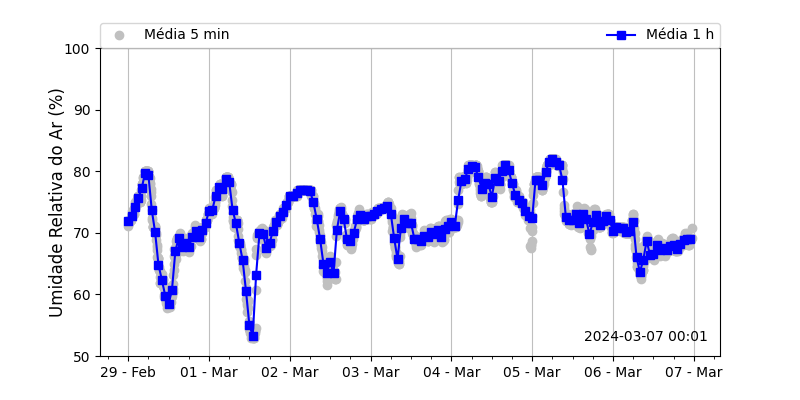 Média 5 min
Média 1 h
Umidade Relativa do Ar (%)
100
90
80
70
60
50
2024-03-07 00:01
29 - Feb
01 - Mar
02 - Mar
03 - Mar
04 - Mar
05 - Mar
06 - Mar
07 - Mar